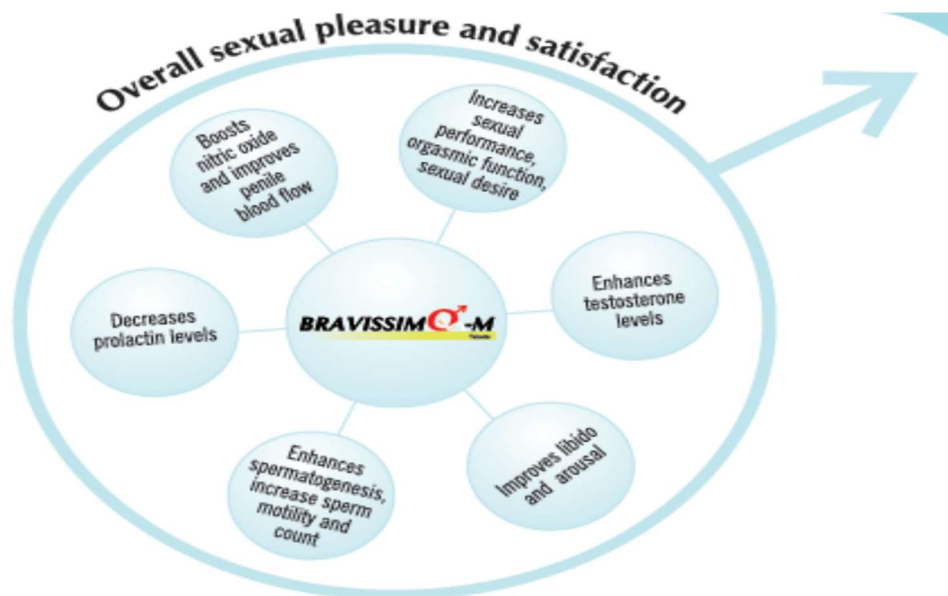 Overall sexual pleasure and satisfaction
Boosts
nitric oxide
and improves
penile
blood flow
Increases
sexual
performance,
orgasmic function,
sexual desire
Decreases
prolactin levels
BRAVISSIMO-M
Enhances
testosterone
levels
Enhances
spermatogenesis,
increase sperm
motility and
count
Improves libido
and arousal